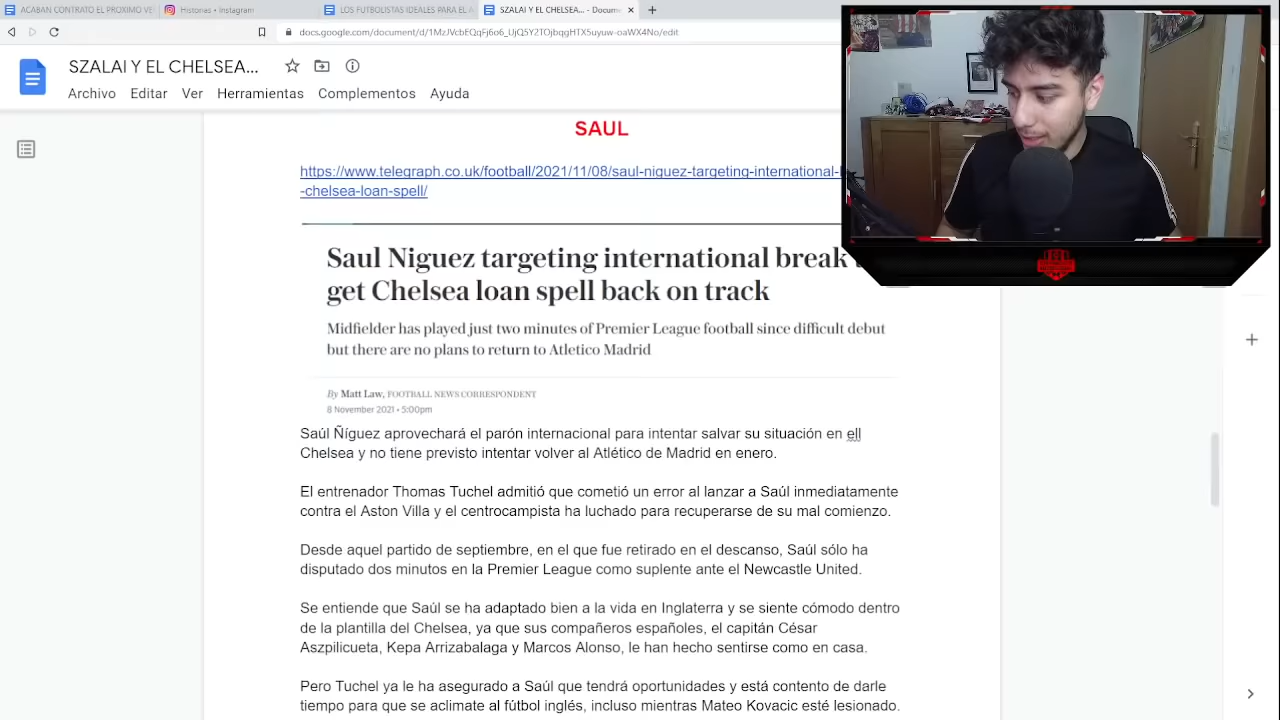 ACABAN CONTRATO EL PROXIMO VE
Historias • Instagram
LOS FUTBOLISTAS IDEALES PARA EL A
SZALAI Y EL CHELSEA... - Docume
docs.google.com/document/d/1MzJVcbEQqFj6o6_UjQ5Y2TOjbqgHTX5uyuw-oaWX4No/edit
SZALAI Y EL CHELSEA...
Archivo Editar Ver Herramientas Complementos Ayuda
SAUL
https://www.telegraph.co.uk/football/2021/11/08/saul-niguez-targeting-international-
-chelsea-loan-spell/
Saul Niguez targeting international break
get Chelsea loan spell back on track
Midfielder has played just two minutes of Premier League football since difficult debut
but there are no plans to return to Atletico Madrid
By Matt Law, FOOTBALL NEWS CORRESPONDENT
8 November 2021 • 5:00pm
Saúl Ñíguez aprovechará el parón internacional para intentar salvar su situación en ell
Chelsea y no tiene previsto intentar volver al Atlético de Madrid en enero.
El entrenador Thomas Tuchel admitió que cometió un error al lanzar a Saúl inmediatamente
contra el Aston Villa y el centrocampista ha luchado para recuperarse de su mal comienzo.
Desde aquel partido de septiembre, en el que fue retirado en el descanso, Saúl sólo ha
disputado dos minutos en la Premier League como suplente ante el Newcastle United.
Se entiende que Saúl se ha adaptado bien a la vida en Inglaterra y se siente cómodo dentro
de la plantilla del Chelsea, ya que sus compañeros españoles, el capitán César
Aszpilicueta, Kepa Arrizabalaga y Marcos Alonso, le han hecho sentirse como en casa.
Pero Tuchel ya le ha asegurado a Saúl que tendrá oportunidades y está contento de darle
tiempo para que se aclimate al fútbol inglés, incluso mientras Mateo Kovacic esté lesionado.